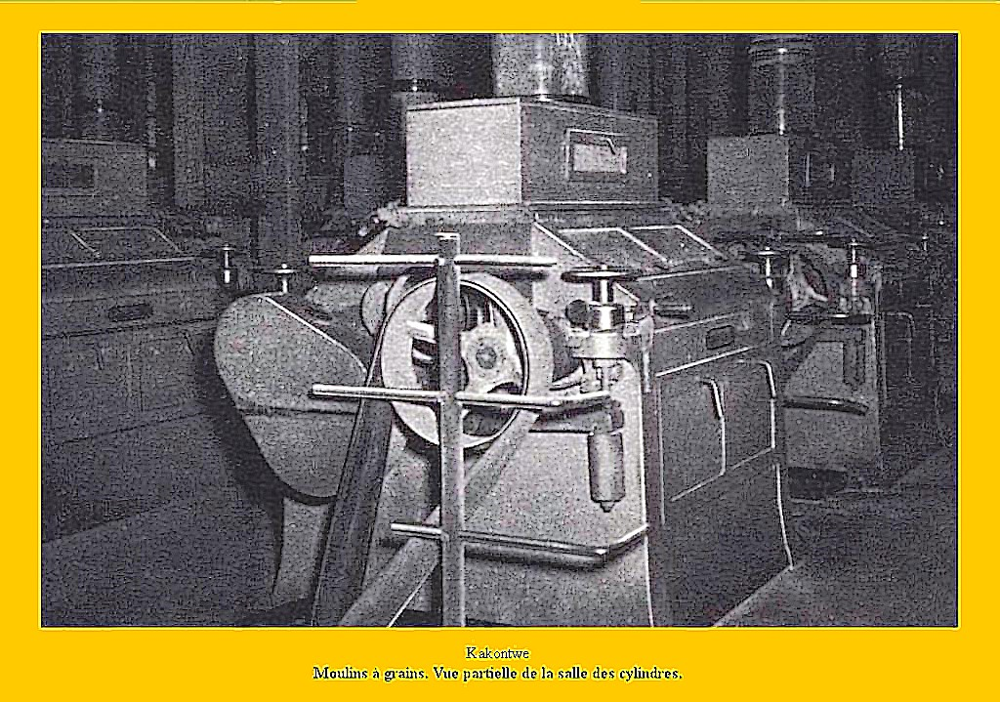 Kakontwe
Moulins à grains. Vue partielle de la salle des cylindres.